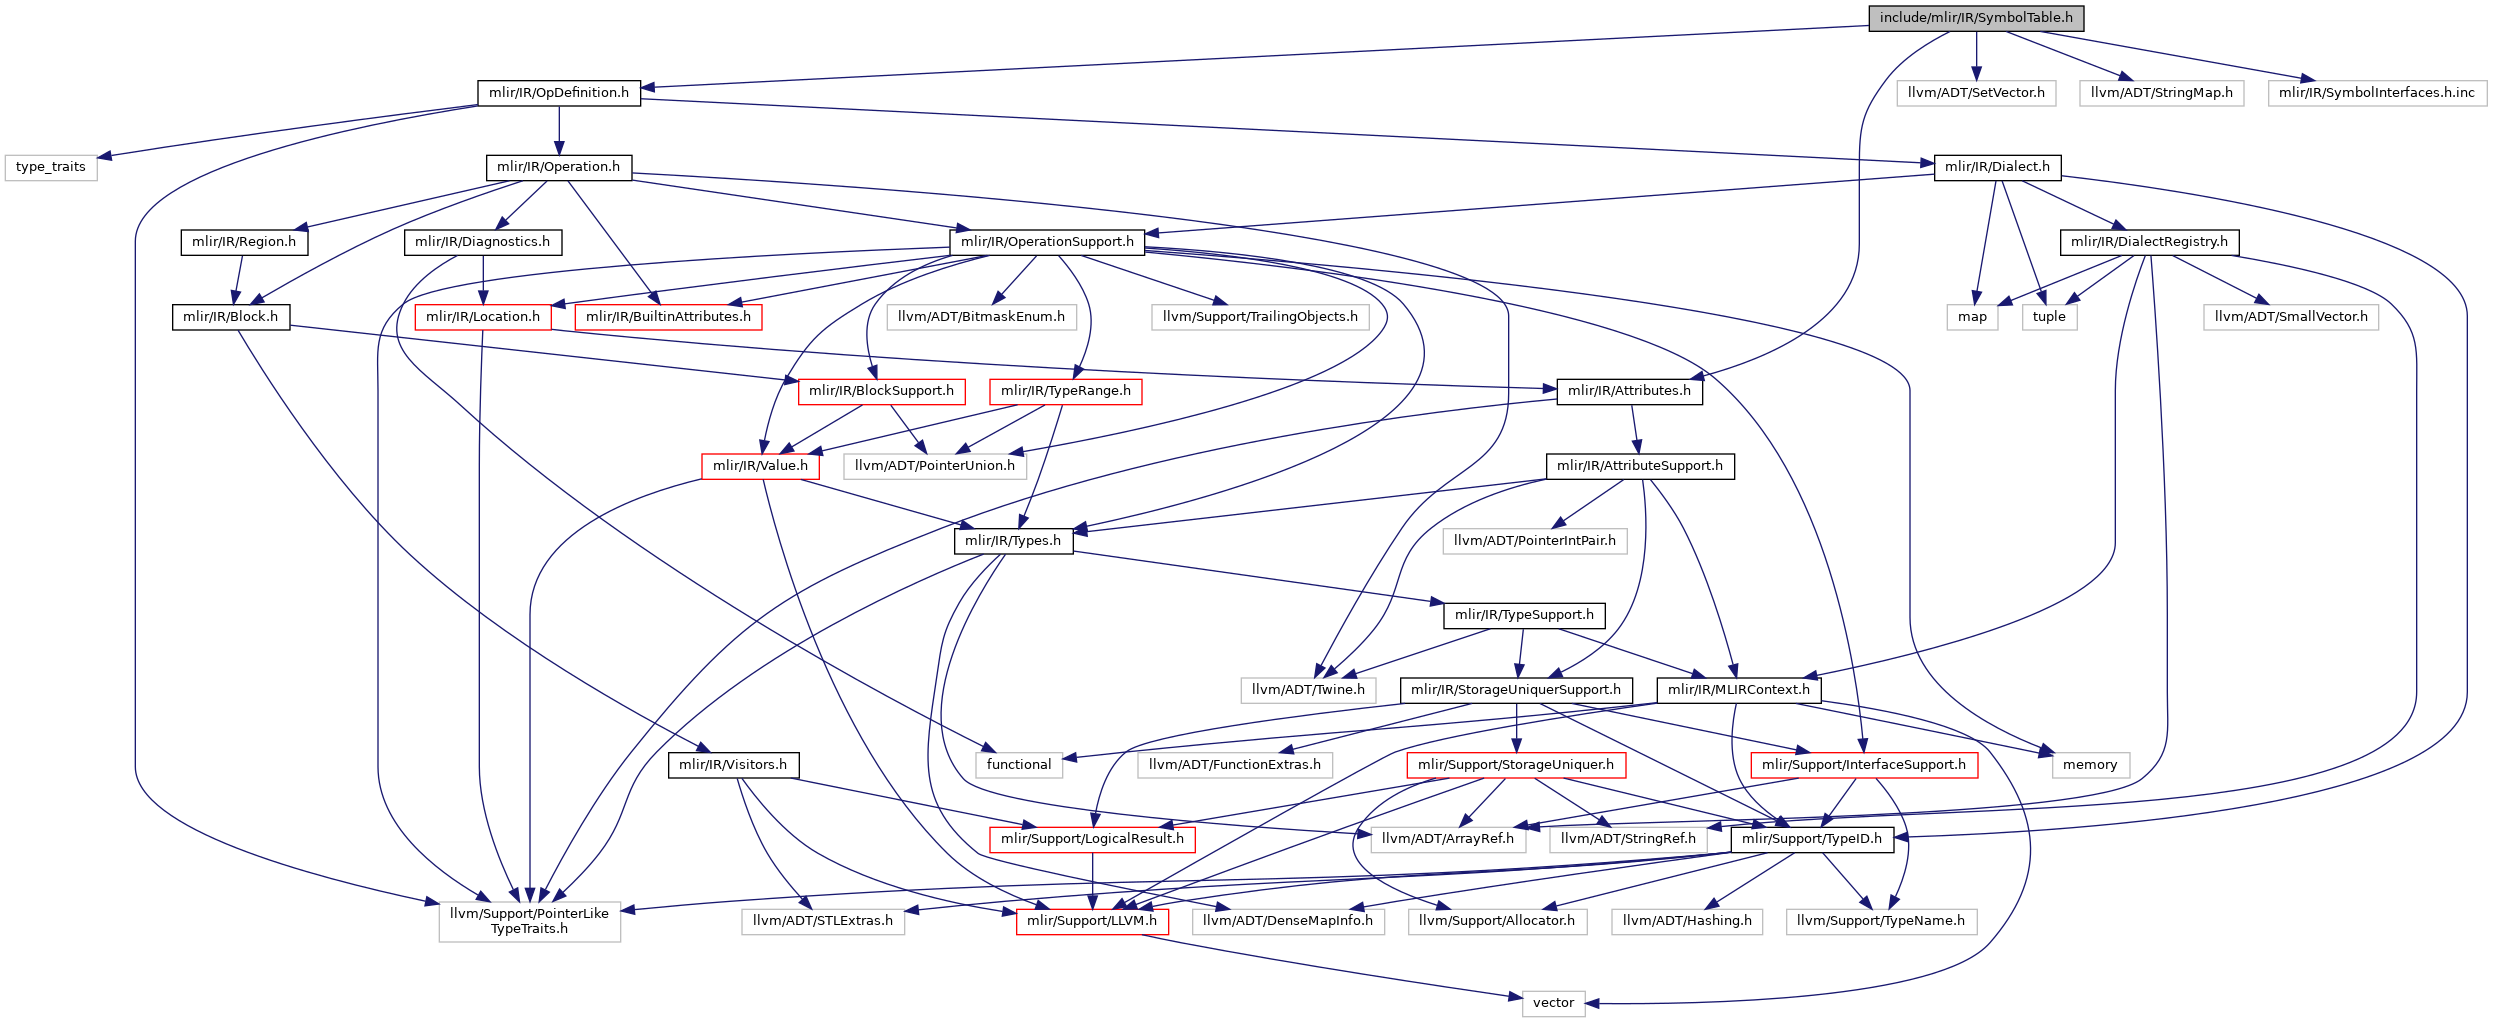 include/mlir/IR/SymbolTable.h
mlir/IR/OpDefinition.h
llvm/ADT/SetVector.h
llvm/ADT/StringMap.h
mlir/IR/SymbolInterfaces.h.inc
type_traits
mlir/IR/Operation.h
mlir/IR/Dialect.h
mlir/IR/Region.h
mlir/IR/Diagnostics.h
mlir/IR/OperationSupport.h
mlir/IR/DialectRegistry.h
mlir/IR/Block.h
mlir/IR/Location.h
mlir/IR/BuiltinAttributes.h
llvm/ADT/BitmaskEnum.h
llvm/Support/TrailingObjects.h
map
tuple
llvm/ADT/SmallVector.h
mlir/IR/BlockSupport.h
mlir/IR/TypeRange.h
mlir/IR/Attributes.h
mlir/IR/Value.h
llvm/ADT/PointerUnion.h
mlir/IR/AttributeSupport.h
mlir/IR/Types.h
llvm/ADT/PointerIntPair.h
mlir/IR/TypeSupport.h
llvm/ADT/Twine.h
mlir/IR/StorageUniquerSupport.h
mlir/IR/MLIRContext.h
mlir/IR/Visitors.h
functional
llvm/ADT/FunctionExtras.h
mlir/Support/StorageUniquer.h
mlir/Support/InterfaceSupport.h
memory
mlir/Support/LogicalResult.h
llvm/ADT/ArrayRef.h
llvm/ADT/StringRef.h
mlir/Support/TypeID.h
llvm/Support/PointerLike
TypeTraits.h
llvm/ADT/STLExtras.h
mlir/Support/LLVM.h
llvm/ADT/DenseMapInfo.h
llvm/Support/Allocator.h
llvm/ADT/Hashing.h
llvm/Support/TypeName.h
vector